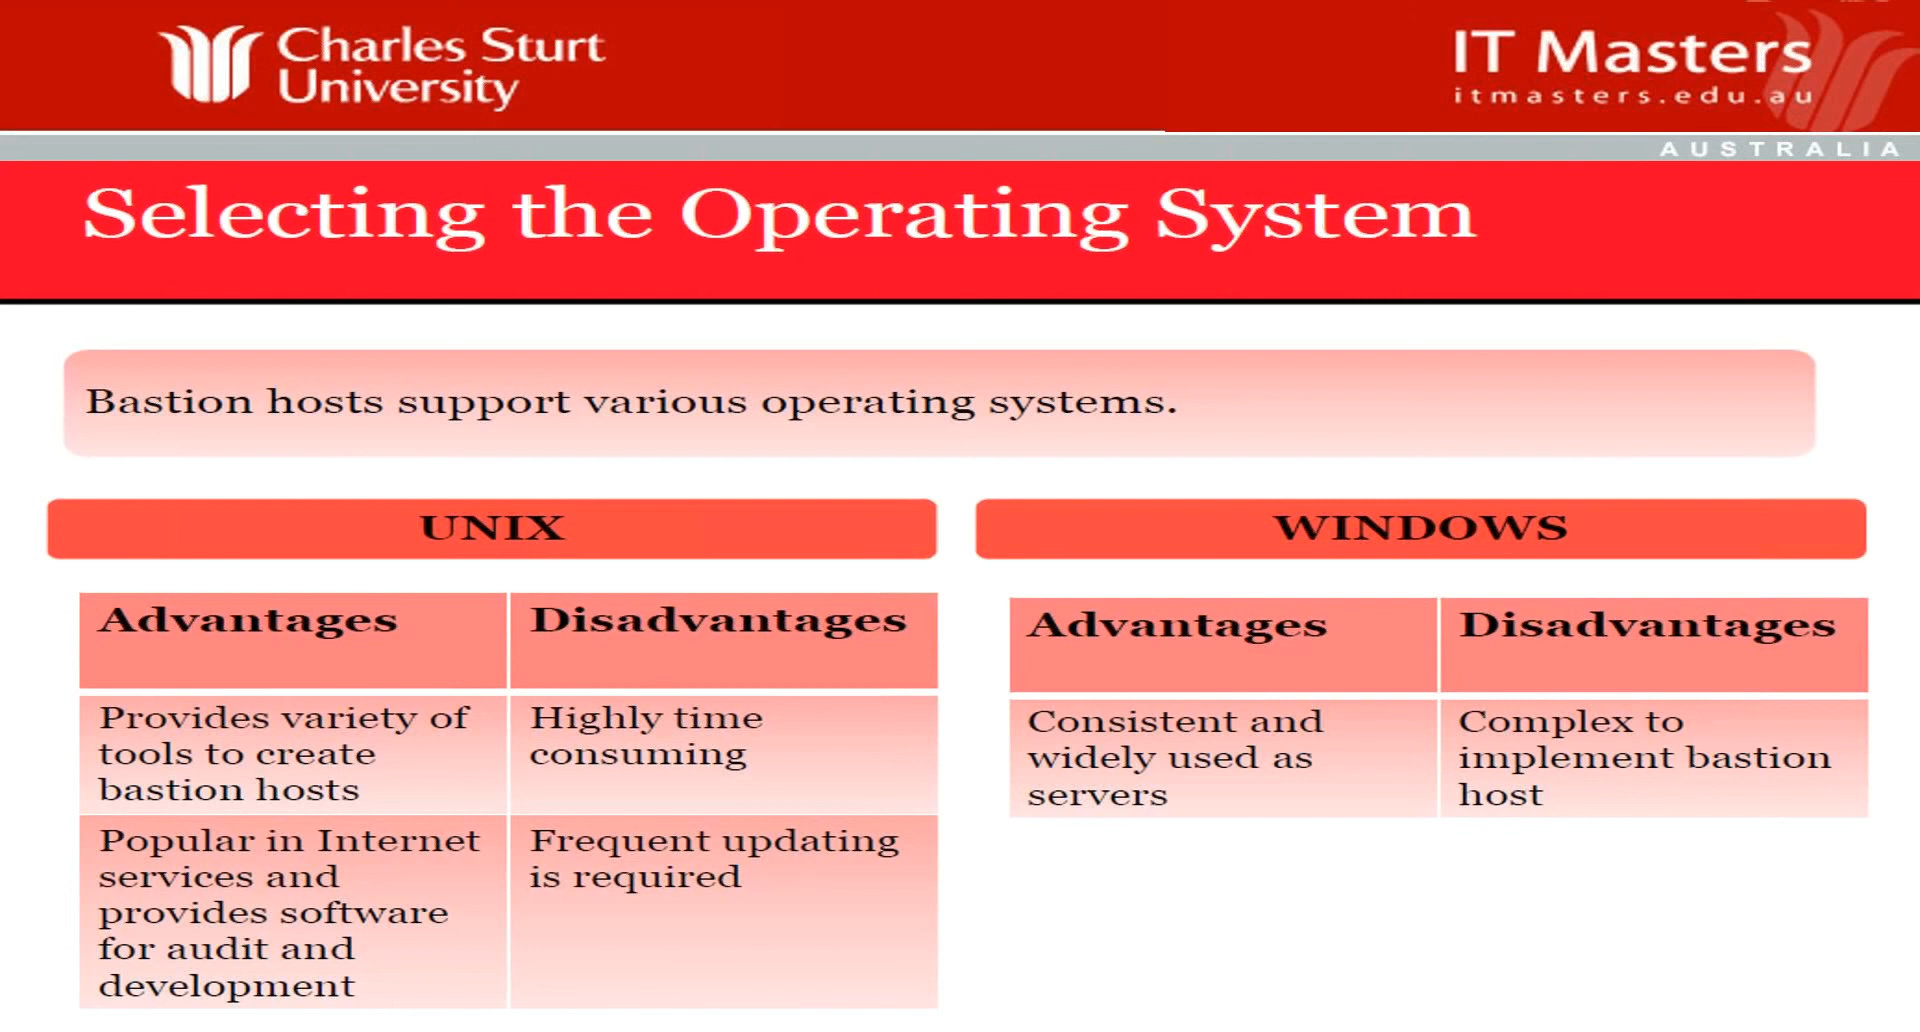 Charles Sturt
University
IT Masters
itmasters.edu.au
AUSTRALIA
Selecting the Operating System
Bastion hosts support various operating systems.
UNIX
Advantages
Disadvantages
Provides variety of
tools to create
bastion hosts
Highly time
consuming
Popular in Internet
services and
provides software
for audit and
development
Frequent updating
is required
WINDOWS
Advantages
Disadvantages
Consistent and
widely used as
servers
Complex to
implement bastion
host